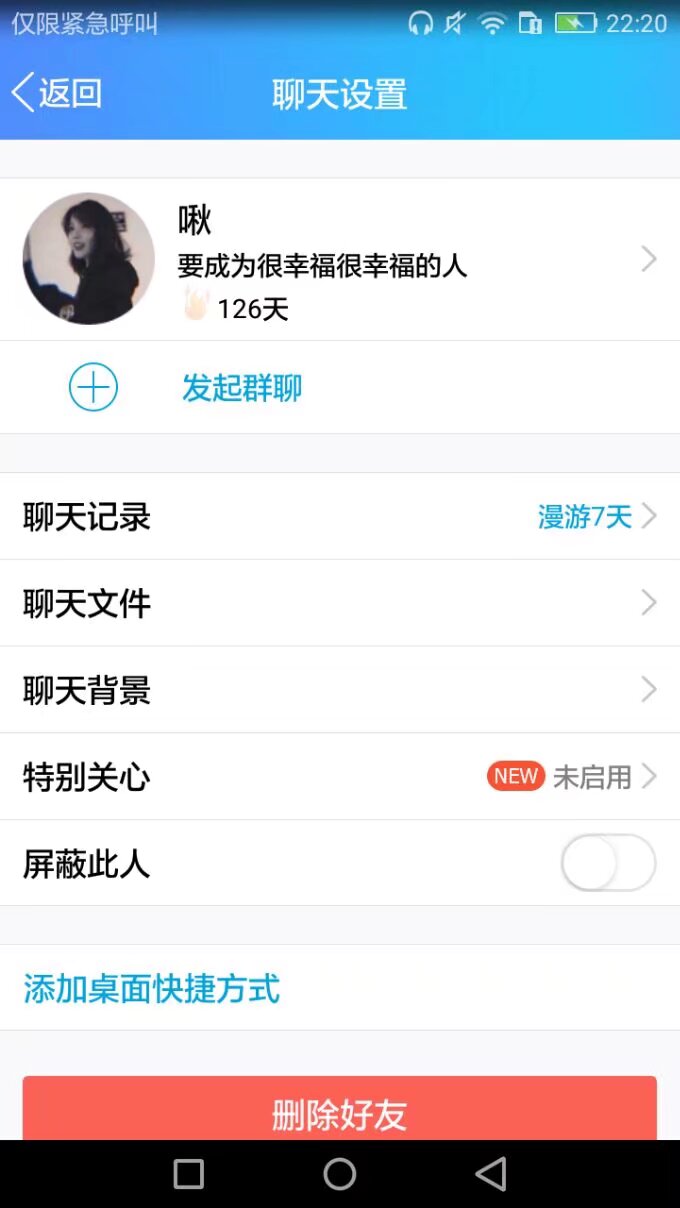 仅限紧急呼叫
22:20
返回
聊天设置
啾
要成为很幸福很幸福的人
126天
发起群聊
聊天记录
漫游7天
聊天文件
聊天背景
特别关心
NEW 未启用
屏蔽此人
添加桌面快捷方式
删除好友